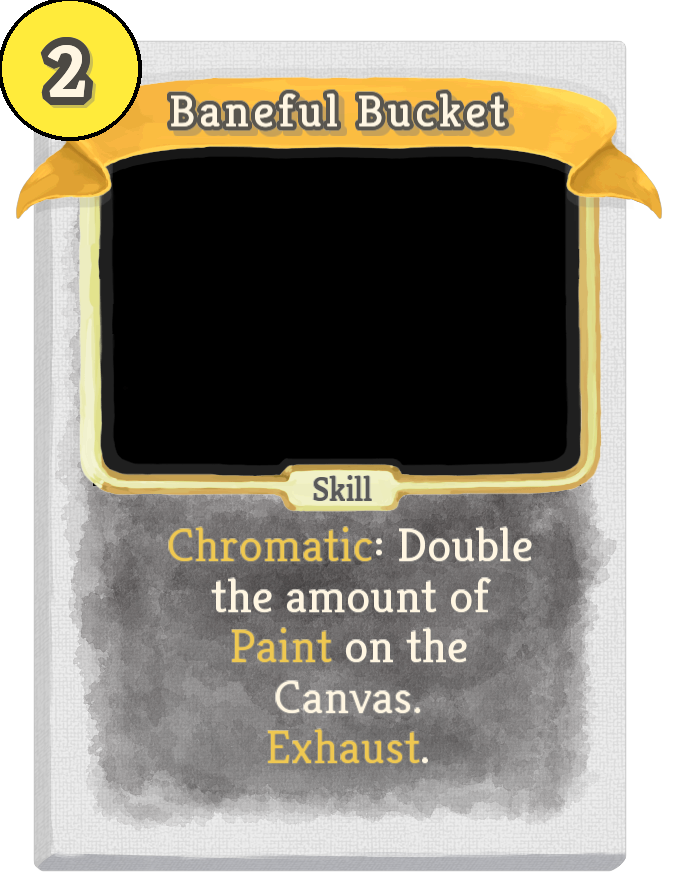 2
Baneful Bucket
Skill
Chromatic: Double
the amount of
Paint on the
Canvas.
Exhaust.